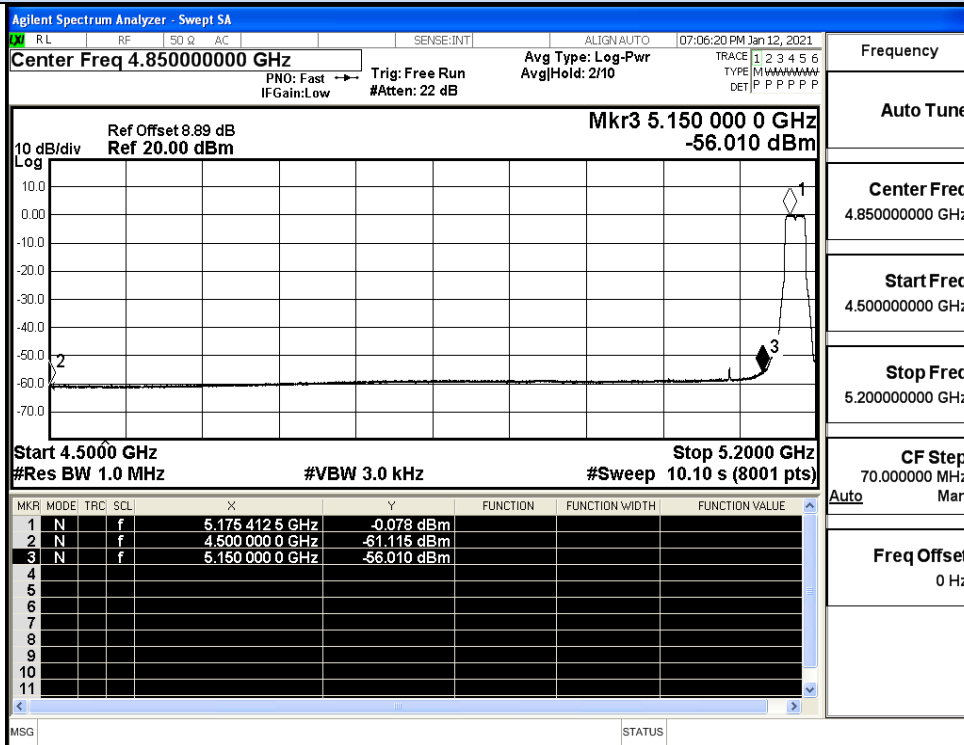 Agilent Spectrum Analyzer - Swept SA
LXI RL RF 50 Ω AC SENSE:INT ALIGN AUTO 07:06:20 PM Jan 12, 2021
Center Freq 4.850000000 GHz
PNO: Fast
IFGain:Low
Trig: Free Run
#Atten: 22 dB
Avg Type: Log-Pwr
Avg|Hold: 2/10
TRACE 1 2 3 4 5 6
TYPE M W W W W W
DET P P P P P P
Mkr3 5.150 000 0 GHz
-56.010 dBm
Ref Offset 8.89 dB
10 dB/div Ref 20.00 dBm
Log
10.0
0.00
-10.0
-20.0
-30.0
-40.0
-50.0
-60.0
-70.0
1
2
3
Start 4.5000 GHz Stop 5.2000 GHz
#Res BW 1.0 MHz #VBW 3.0 kHz #Sweep 10.10 s (8001 pts)
MKR MODE TRC SCL X Y FUNCTION FUNCTION WIDTH FUNCTION VALUE
1 N f 5.175 412 5 GHz -0.078 dBm
2 N f 4.500 000 0 GHz -61.115 dBm
3 N f 5.150 000 0 GHz -56.010 dBm
4
5
6
7
8
9
10
11
MSG STATUS
Frequency
Auto Tune
Center Freq
4.850000000 GHz
Start Freq
4.500000000 GHz
Stop Freq
5.200000000 GHz
CF Step
70.000000 MHz
Auto Man
Freq Offset
0 Hz